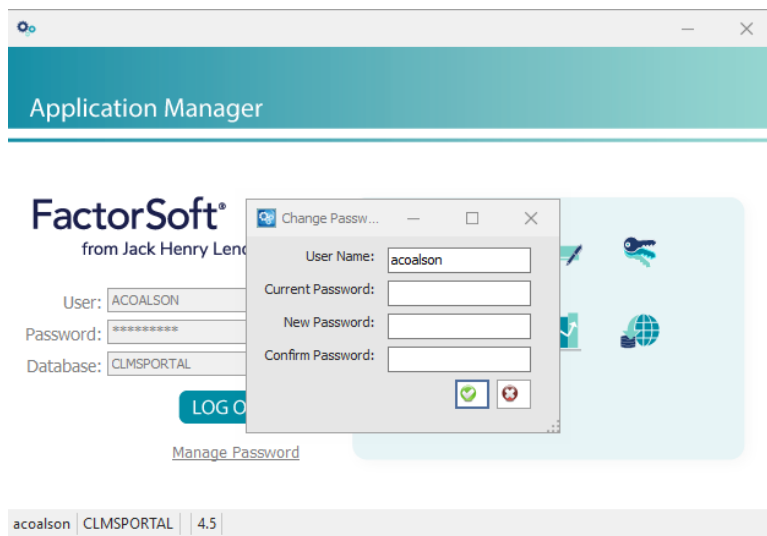 Application Manager
FactorSoft®
from Jack Henry Lend
User: ACOALSON
Password: *********
Database: CLMSPORTAL
LOG O
Manage Password
Change Passw...
User Name: acoalson
Current Password:
New Password:
Confirm Password:
acoalson CLMSPORTAL 4.5